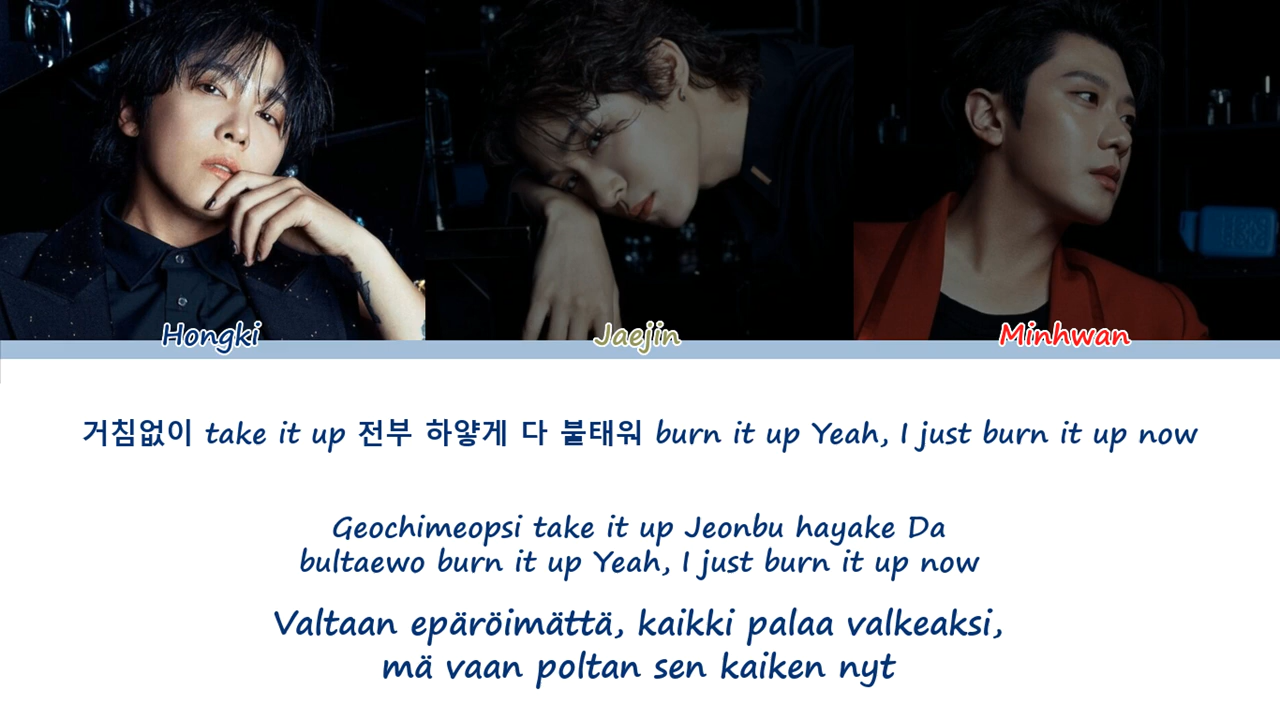 Hongki
Jaejin
Minhwan
거침없이 take it up 전부 하얗게 다 불태워 burn it up Yeah, I just burn it up now
Geochimeopsi take it up Jeonbu hayake Da
bultaewo burn it up Yeah, I just burn it up now
Valtaan epäröimättä, kaikki palaa valkeaksi,
mä vaan poltan sen kaiken nyt